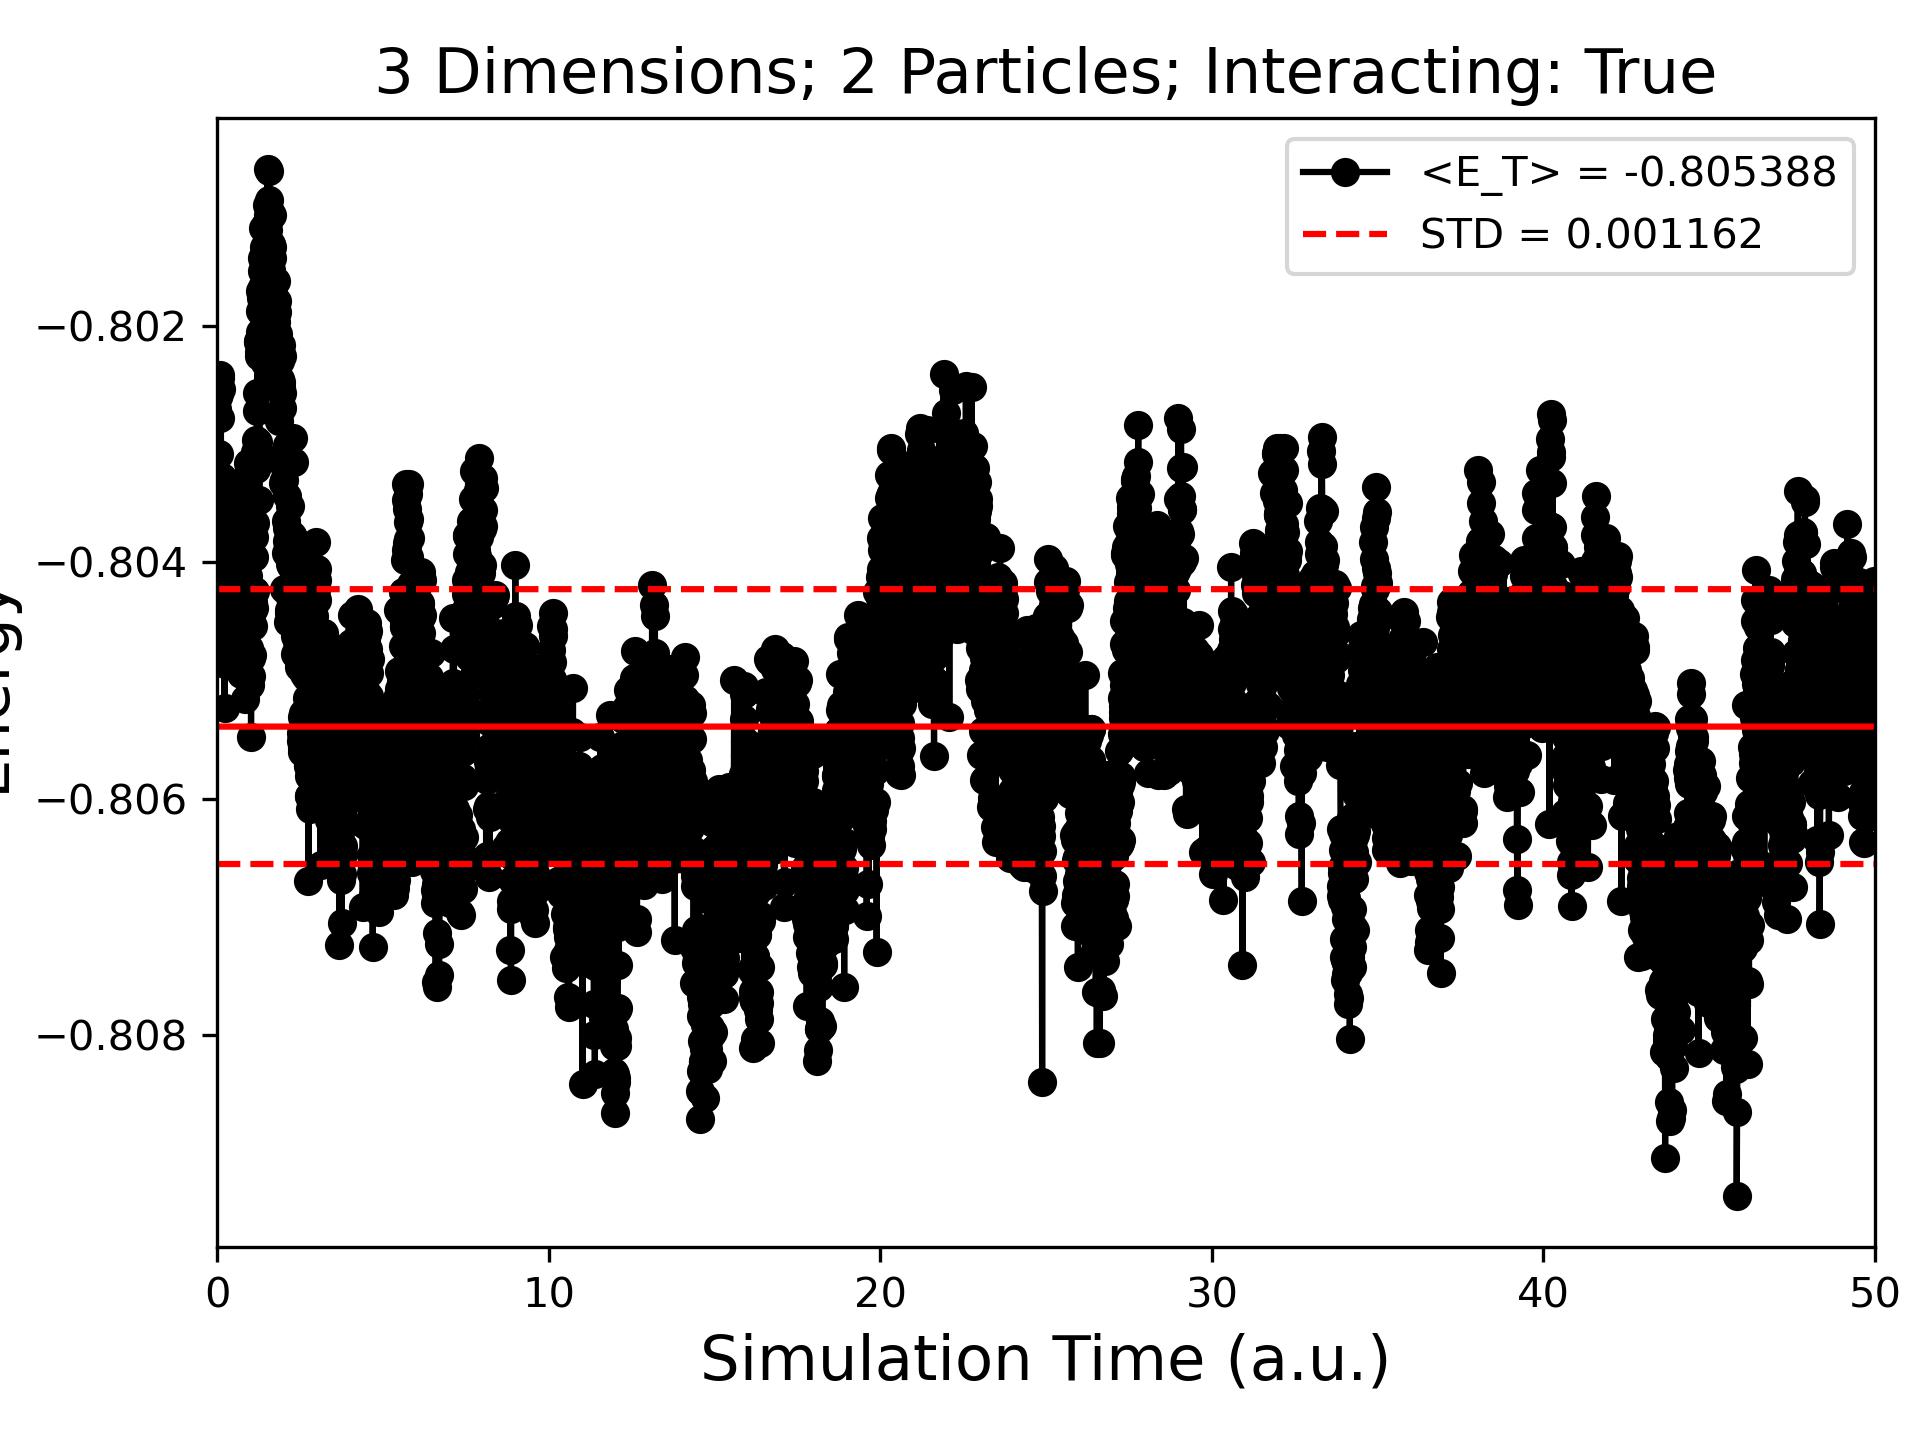 3 Dimensions; 2 Particles; Interacting: True
<E_T> = -0.805388
STD = 0.001162
−0.802
−0.804
−0.806
−0.808
Energy
0 10 20 30 40 50
Simulation Time (a.u.)